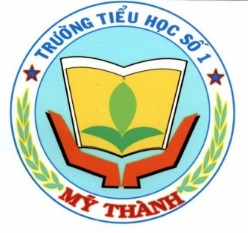 TRƯỜNG TIỂU HỌC SỐ 1
MỸ THÀNH